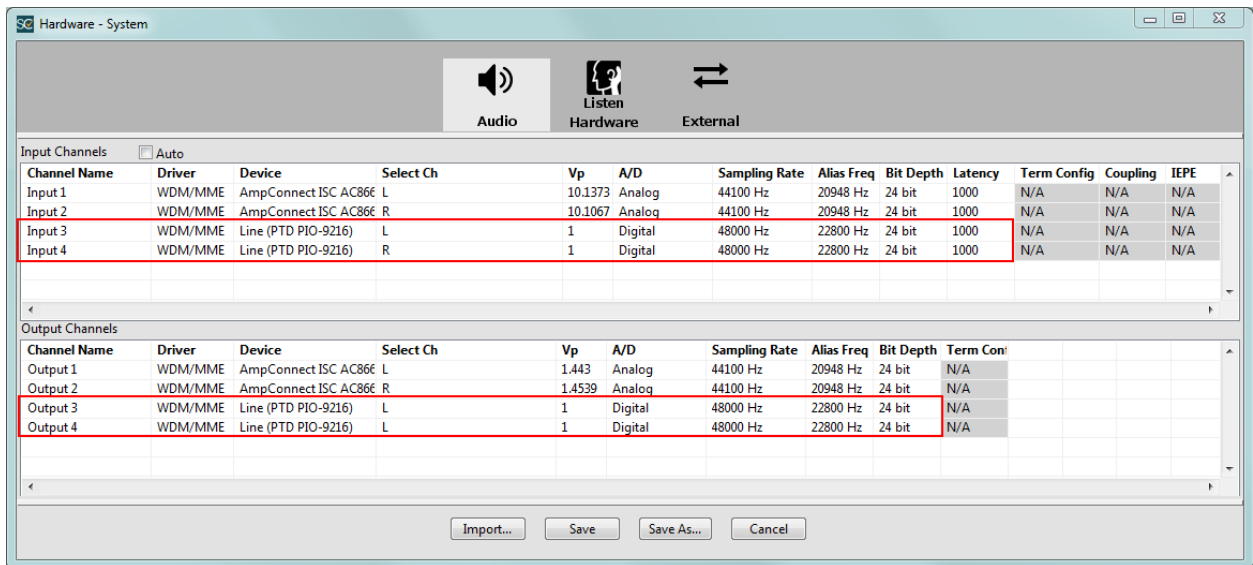 SC Hardware - System
Audio
Listen Hardware
External
Input Channels Auto
Channel Name Driver Device Select Ch Vp A/D Sampling Rate Alias Freq Bit Depth Latency Term Config Coupling IEPE
Input 1 WDM/MME AmpConnect ISC AC866 L 10.1373 Analog 44100 Hz 20948 Hz 24 bit 1000 N/A N/A N/A
Input 2 WDM/MME AmpConnect ISC AC866 R 10.1067 Analog 44100 Hz 20948 Hz 24 bit 1000 N/A N/A N/A
Input 3 WDM/MME Line (PTD PIO-9216) L 1 Digital 48000 Hz 22800 Hz 24 bit 1000 N/A N/A N/A
Input 4 WDM/MME Line (PTD PIO-9216) R 1 Digital 48000 Hz 22800 Hz 24 bit 1000 N/A N/A N/A
Output Channels
Channel Name Driver Device Select Ch Vp A/D Sampling Rate Alias Freq Bit Depth Term Conf
Output 1 WDM/MME AmpConnect ISC AC866 L 1.443 Analog 44100 Hz 20948 Hz 24 bit N/A
Output 2 WDM/MME AmpConnect ISC AC866 R 1.4539 Analog 44100 Hz 20948 Hz 24 bit N/A
Output 3 WDM/MME Line (PTD PIO-9216) L 1 Digital 48000 Hz 22800 Hz 24 bit N/A
Output 4 WDM/MME Line (PTD PIO-9216) L 1 Digital 48000 Hz 22800 Hz 24 bit N/A
Import... Save Save As... Cancel